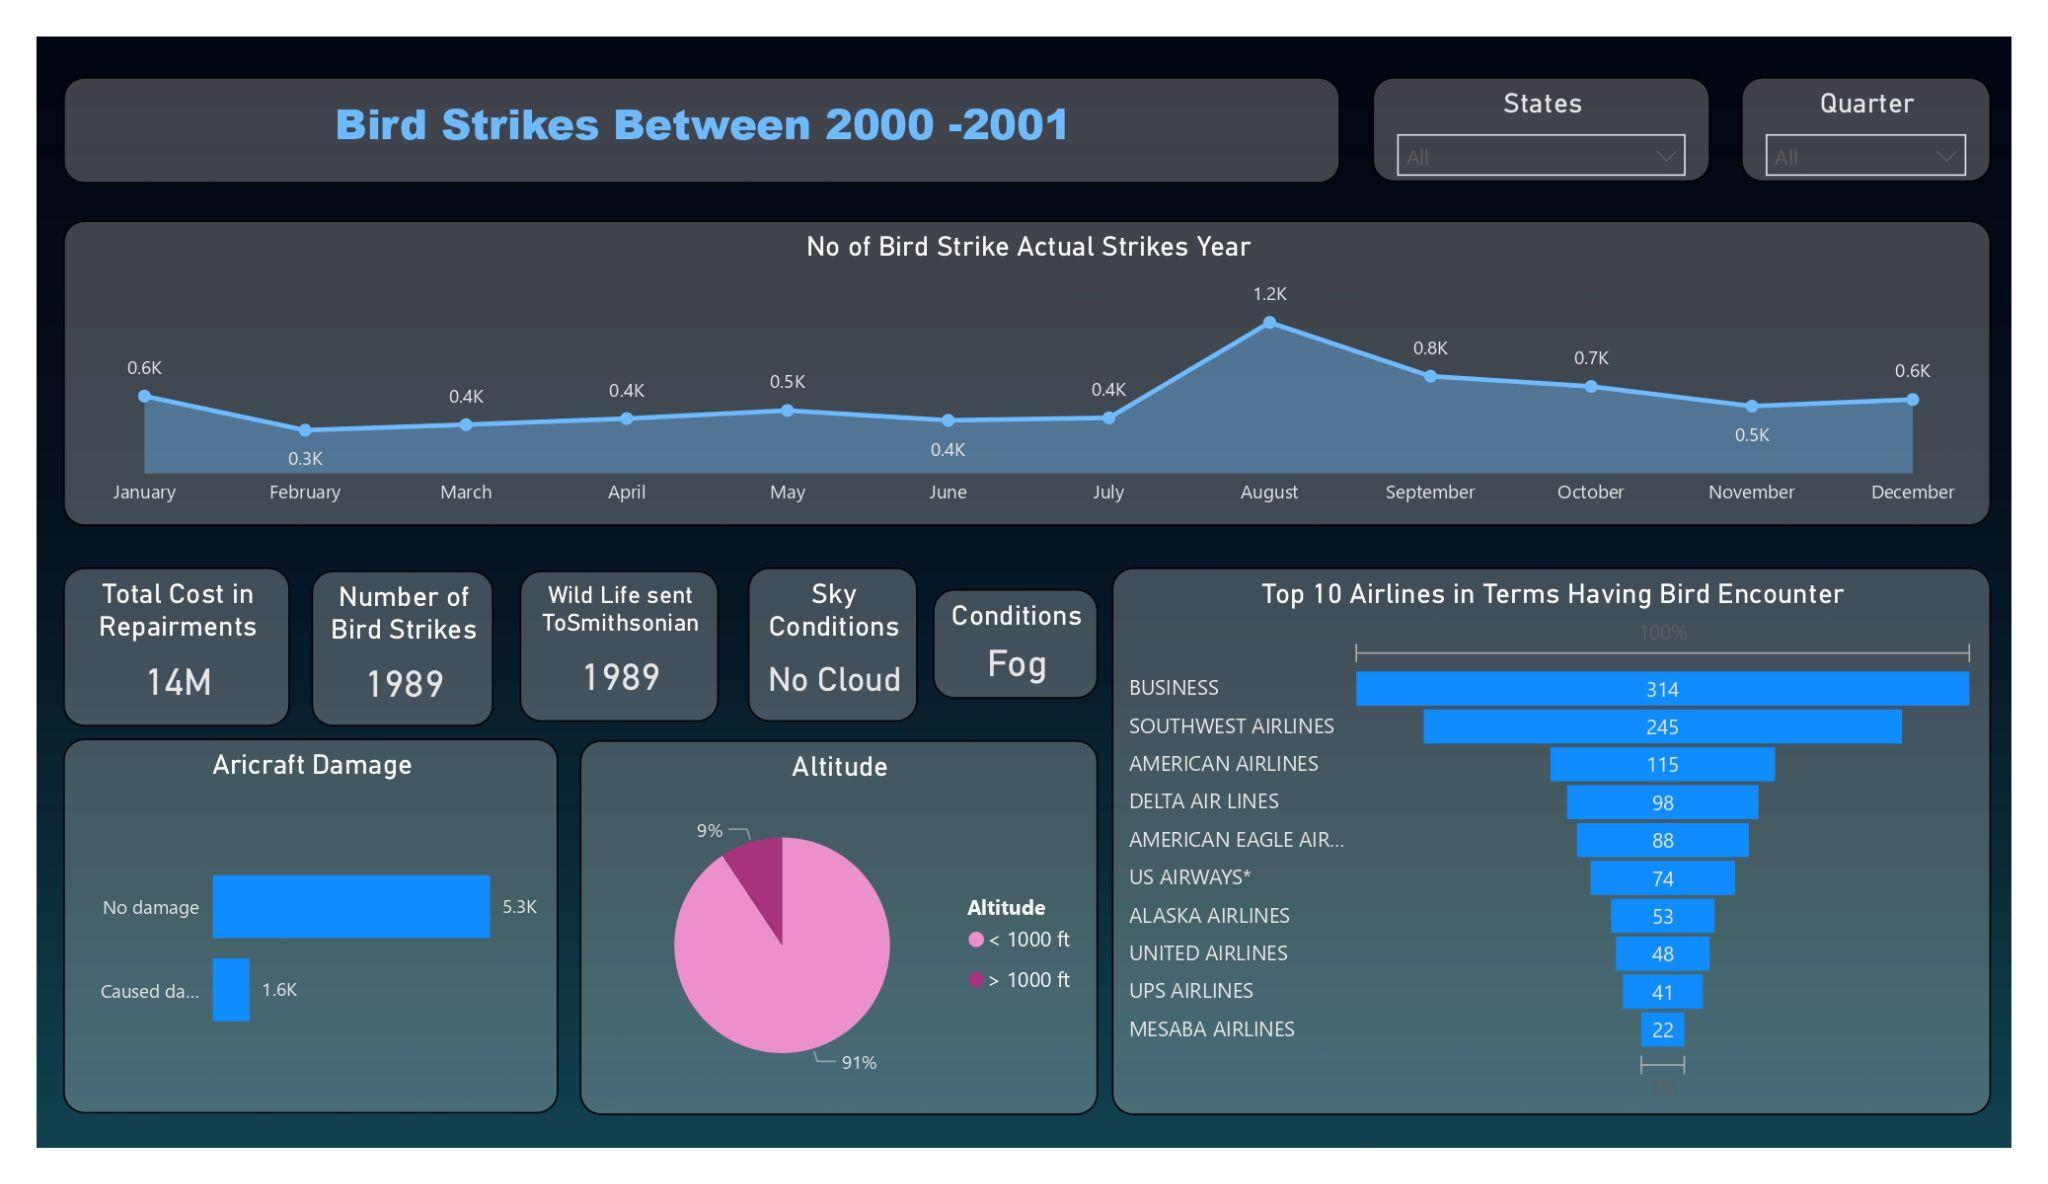 Bird Strikes Between 2000 -2001
States
All
Quarter
All
No of Bird Strike Actual Strikes Year
0.6K
0.3K
0.4K
0.4K
0.5K
0.4K
0.4K
1.2K
0.8K
0.7K
0.5K
0.6K
January
February
March
April
May
June
July
August
September
October
November
December
Total Cost in
Repairments
14M
Number of
Bird Strikes
1989
Wild Life sent
ToSmithsonian
1989
Sky
Conditions
No Cloud
Conditions
Fog
Aricraft Damage
No damage
5.3K
Caused da...
1.6K
Altitude
9%
91%
Altitude
< 1000 ft
> 1000 ft
Top 10 Airlines in Terms Having Bird Encounter
100%
BUSINESS 314
SOUTHWEST AIRLINES 245
AMERICAN AIRLINES 115
DELTA AIR LINES 98
AMERICAN EAGLE AIR... 88
US AIRWAYS* 74
ALASKA AIRLINES 53
UNITED AIRLINES 48
UPS AIRLINES 41
MESABA AIRLINES 22
7%